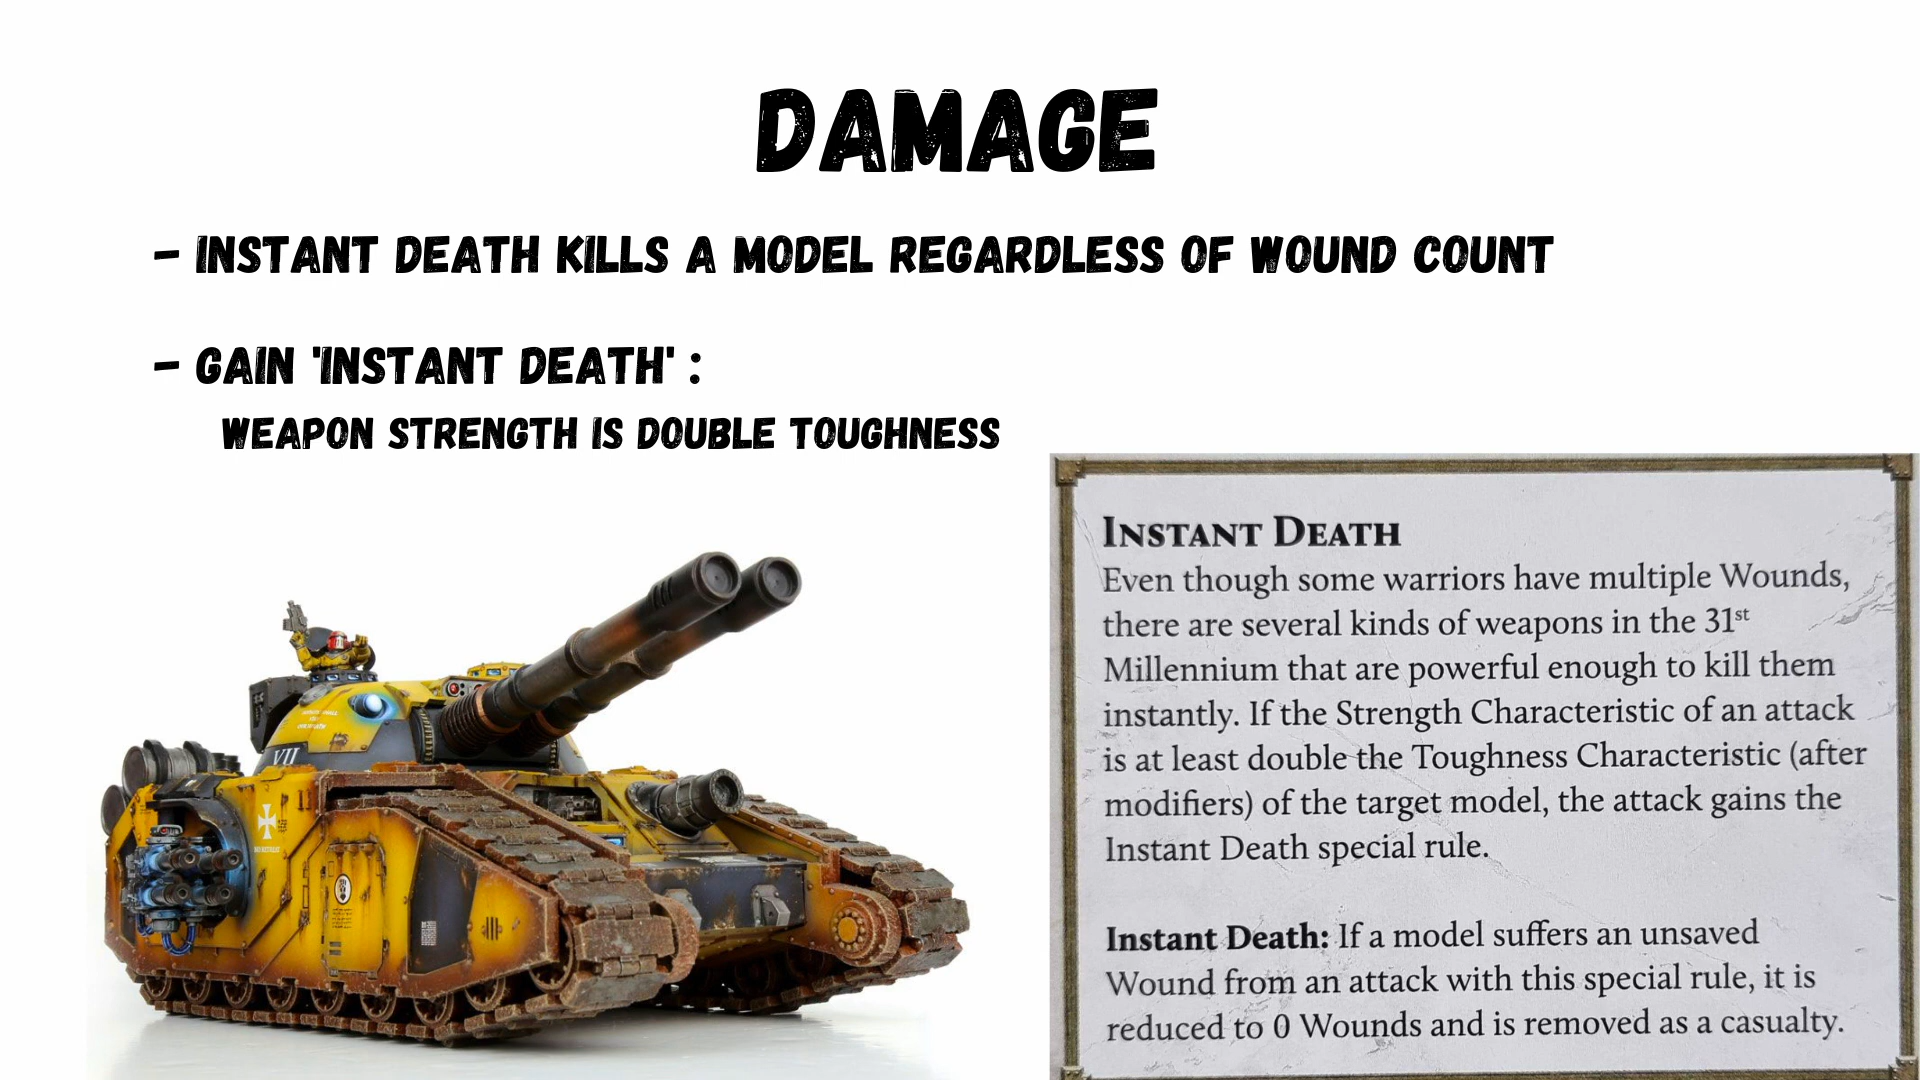 DAMAGE
- INSTANT DEATH KILLS A MODEL REGARDLESS OF WOUND COUNT
- GAIN 'INSTANT DEATH' :
WEAPON STRENGTH IS DOUBLE TOUGHNESS
VII
INSTANT DEATH
Even though some warriors have multiple Wounds,
there are several kinds of weapons in the 31st
Millennium that are powerful enough to kill them
instantly. If the Strength Characteristic of an attack
is at least double the Toughness Characteristic (after
modifiers) of the target model, the attack gains the
Instant Death special rule.
Instant Death: If a model suffers an unsaved
Wound from an attack with this special rule, it is
reduced to 0 Wounds and is removed as a casualty.